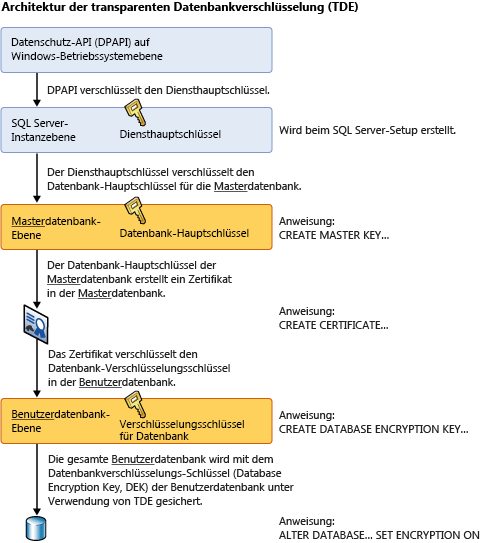 Architektur der transparenten Datenbankverschlüsselung (TDE)
Datenschutz-API (DPAPI) auf
Windows-Betriebssystemebene
DPAPI verschlüsselt den Diensthauptschlüssel.
SQL Server-
Instanzebene
Diensthauptschlüssel
Wird beim SQL Server-Setup erstellt.
Der Diensthauptschlüssel verschlüsselt den
Datenbank-Hauptschlüssel für die Masterdatenbank.
Masterdatenbank-
Ebene
Datenbank-Hauptschlüssel
Anweisung:
CREATE MASTER KEY...
Der Datenbank-Hauptschlüssel der
Masterdatenbank erstellt ein Zertifikat
in der Masterdatenbank.
Anweisung:
CREATE CERTIFICATE...
Das Zertifikat verschlüsselt den
Datenbank-Verschlüsselungsschlüssel
in der Benutzerdatenbank.
Benutzerdatenbank-
Ebene
Verschlüsselungsschlüssel
für Datenbank
Anweisung:
CREATE DATABASE ENCRYPTION KEY...
Die gesamte Benutzerdatenbank wird mit dem
Datenbankverschlüsselungs-Schlüssel (Database
Encryption Key, DEK) der Benutzerdatenbank unter
Verwendung von TDE gesichert.
Anweisung:
ALTER DATABASE... SET ENCRYPTION ON